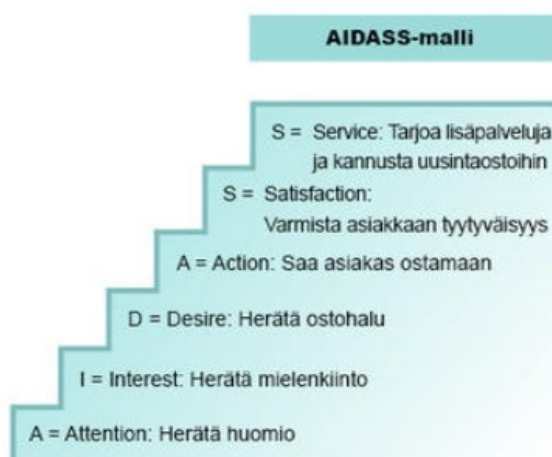 AIDASS-malli
S = Service: Tarjoa lisäpalveluja
ja kannusta uusintaostoihin
S = Satisfaction:
Varmista asiakkaan tyytyväisyys
A = Action: Saa asiakas ostamaan
D = Desire: Herätä ostohalu
I = Interest: Herätä mielenkiinto
A = Attention: Herätä huomio